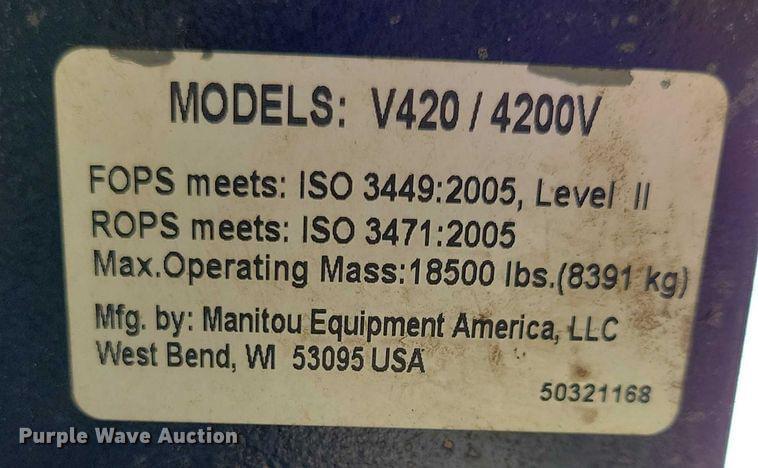 MODELS: V420 / 4200V
FOPS meets: ISO 3449:2005, Level II
ROPS meets: ISO 3471:2005
Max.Operating Mass:18500 lbs.(8391 kg)
Mfg. by: Manitou Equipment America, LLC
West Bend, WI 53095 USA
50321168
Purple Wave Auction